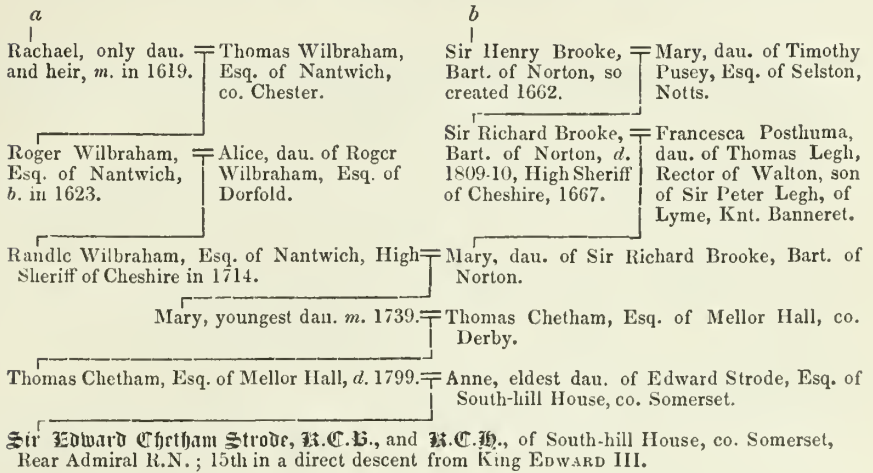 a
Rachael, only dau.
and heir, m. in 1619.
Thomas Wilbraham,
Esq. of Nantwich,
co. Chester.
b
Sir Henry Brooke,
Bart. of Norton, so
created 1662.
Mary, dau. of Timothy
Pusey, Esq. of Selston,
Notts.
Roger Wilbraham,
Esq. of Nantwich,
b. in 1623.
Alice, dau. of Roger
Wilbraham, Esq. of
Dorfold.
Sir Richard Brooke,
Bart. of Norton, d.
1809-10, High Sheriff
of Cheshire, 1667.
Francesca Posthuma,
dau. of Thomas Legh,
Rector of Walton, son
of Sir Peter Legh, of
Lyme, Knt. Banneret.
Randle Wilbraham, Esq. of Nantwich, High
Sheriff of Cheshire in 1714.
Mary, dau. of Sir Richard Brooke, Bart. of
Norton.
Mary, youngest dau. m. 1739.
Thomas Chetham, Esq. of Mellor Hall, co.
Derby.
Thomas Chetham, Esq. of Mellor Hall, d. 1799.
Anne, eldest dau. of Edward Strode, Esq. of
South-hill House, co. Somerset.
Sir Edward Chetham Strode, K.C.B., and K.C.H., of South-hill House, co. Somerset,
Rear Admiral R.N.; 15th in a direct descent from King EDWARD III.